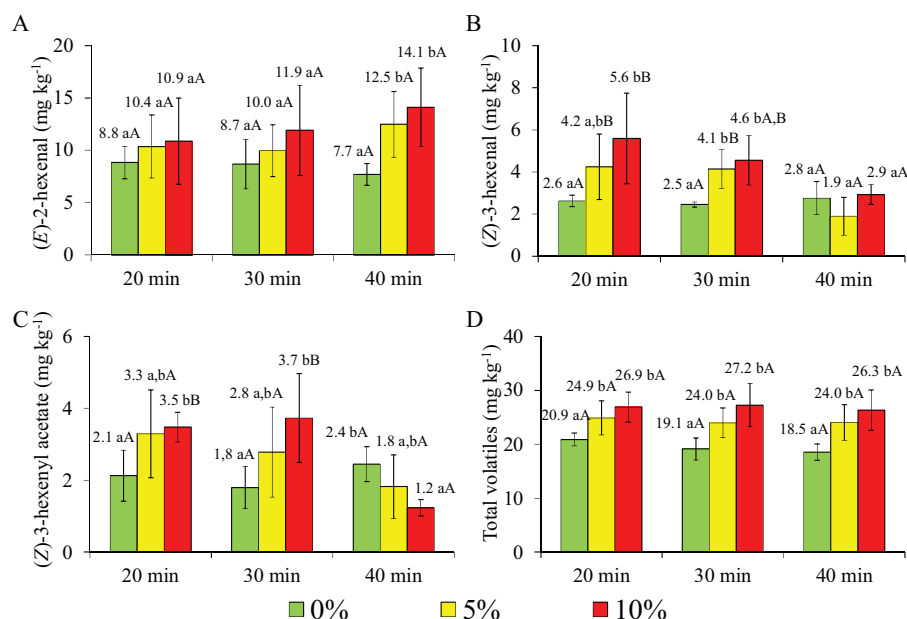 A
(E)-2-hexenal (mg kg⁻¹)
20
15
10
5
0
8.8 aA
10.4 aA
10.9 aA
8.7 aA
10.0 aA
11.9 aA
7.7 aA
12.5 bA
14.1 bA
20 min
30 min
40 min
B
(Z)-3-hexenal (mg kg⁻¹)
10
8
6
4
2
0
2.6 aA
4.2 a,bB
5.6 bB
2.5 aA
4.1 bB
4.6 bA,B
2.8 aA
1.9 aA
2.9 aA
20 min
30 min
40 min
C
(Z)-3-hexenyl acetate (mg kg⁻¹)
6
4
2
0
2.1 aA
3.3 a,bA
3.5 bB
1,8 aA
2.8 a,bA
3.7 bB
2.4 bA
1.8 a,bA
1.2 aA
20 min
30 min
40 min
D
Total volatiles (mg kg⁻¹)
40
30
20
10
0
20.9 aA
24.9 bA
26.9 bA
19.1 aA
24.0 bA
27.2 bA
18.5 aA
24.0 bA
26.3 bA
20 min
30 min
40 min
0%
5%
10%